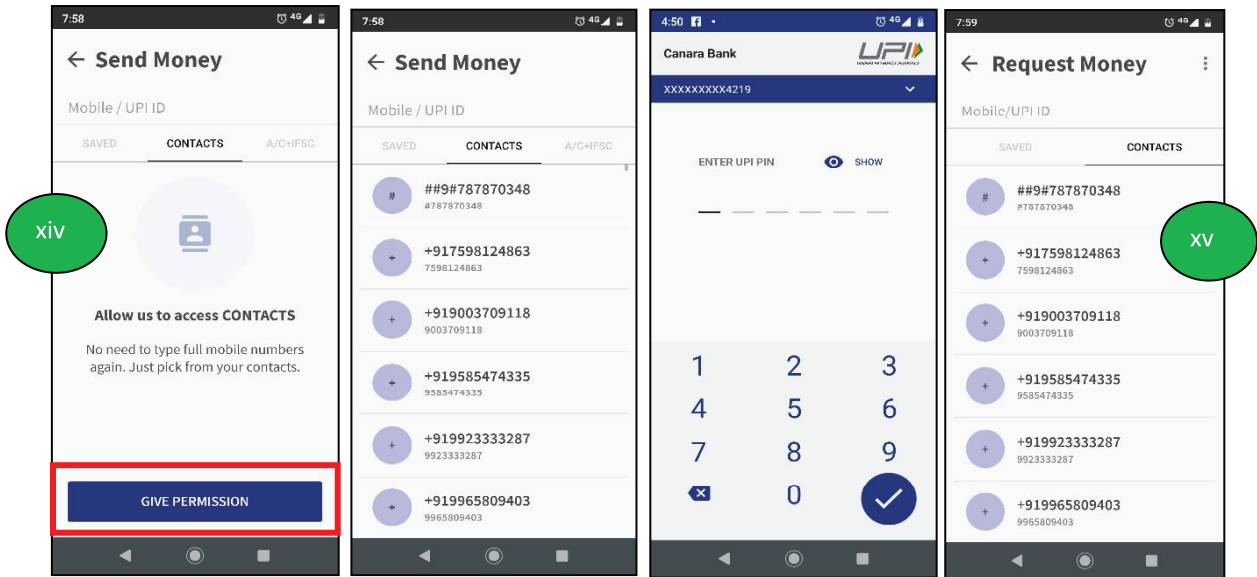 7:58
4G
← Send Money
Mobile / UPI ID
SAVED CONTACTS A/C+IFSC
xiv
Allow us to access CONTACTS
No need to type full mobile numbers
again. Just pick from your contacts.
GIVE PERMISSION
7:58
4G
← Send Money
Mobile / UPI ID
SAVED CONTACTS A/C+IFSC
# ##9#787870348
#787870348
+ +917598124863
7598124863
+ +919003709118
9003709118
+ +919585474335
9585474335
+ +919923333287
9923333287
+ +919965809403
9965809403
4:50
4G
Canara Bank UPI
XXXXXXXXX4219
ENTER UPI PIN SHOW
1 2 3
4 5 6
7 8 9
0
7:59
4G
← Request Money
Mobile/UPI ID
SAVED CONTACTS
# ##9#787870348
#787870348
xv
+ +917598124863
7598124863
+ +919003709118
9003709118
+ +919585474335
9585474335
+ +919923333287
9923333287
+ +919965809403
9965809403